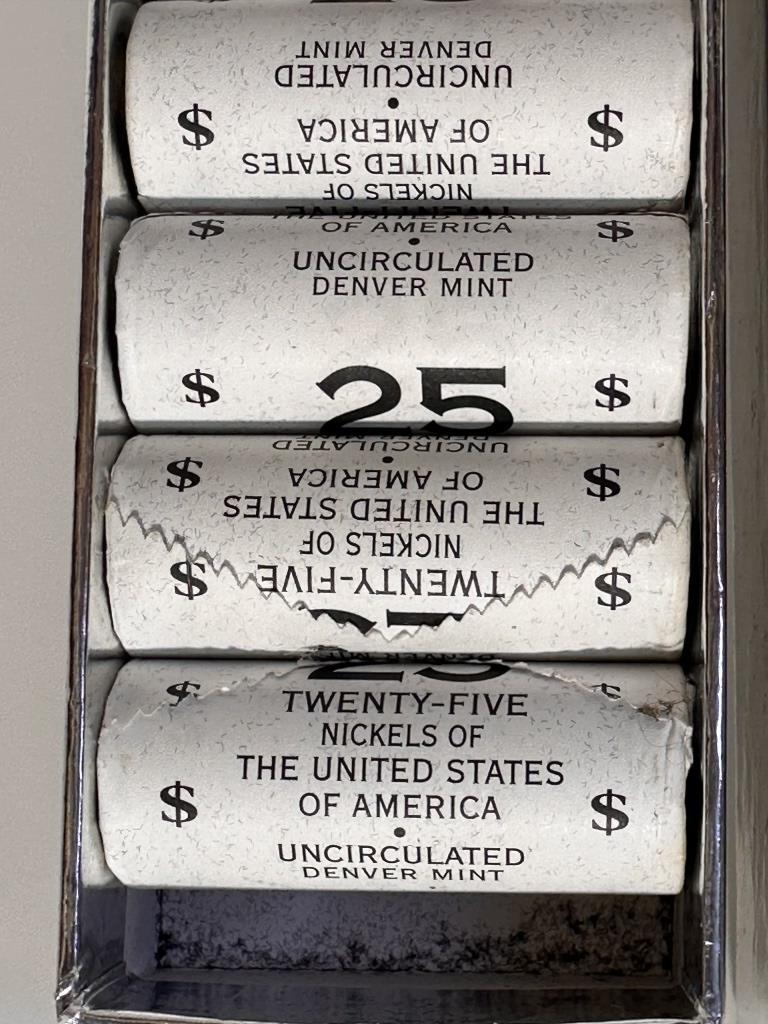 DENVER MINT
UNCIRCULATED
•
$ OF AMERICA $
THE UNITED STATES
NICKELS OF
$ OF AMERICA $
•
UNCIRCULATED
DENVER MINT
$ 25 $
UNCIRCULATED
•
$ OF AMERICA $
THE UNITED STATES
NICKELS OF
$ TWENTY-FIVE $
25
$ TWENTY-FIVE $
NICKELS OF
THE UNITED STATES
$ OF AMERICA $
•
UNCIRCULATED
DENVER MINT